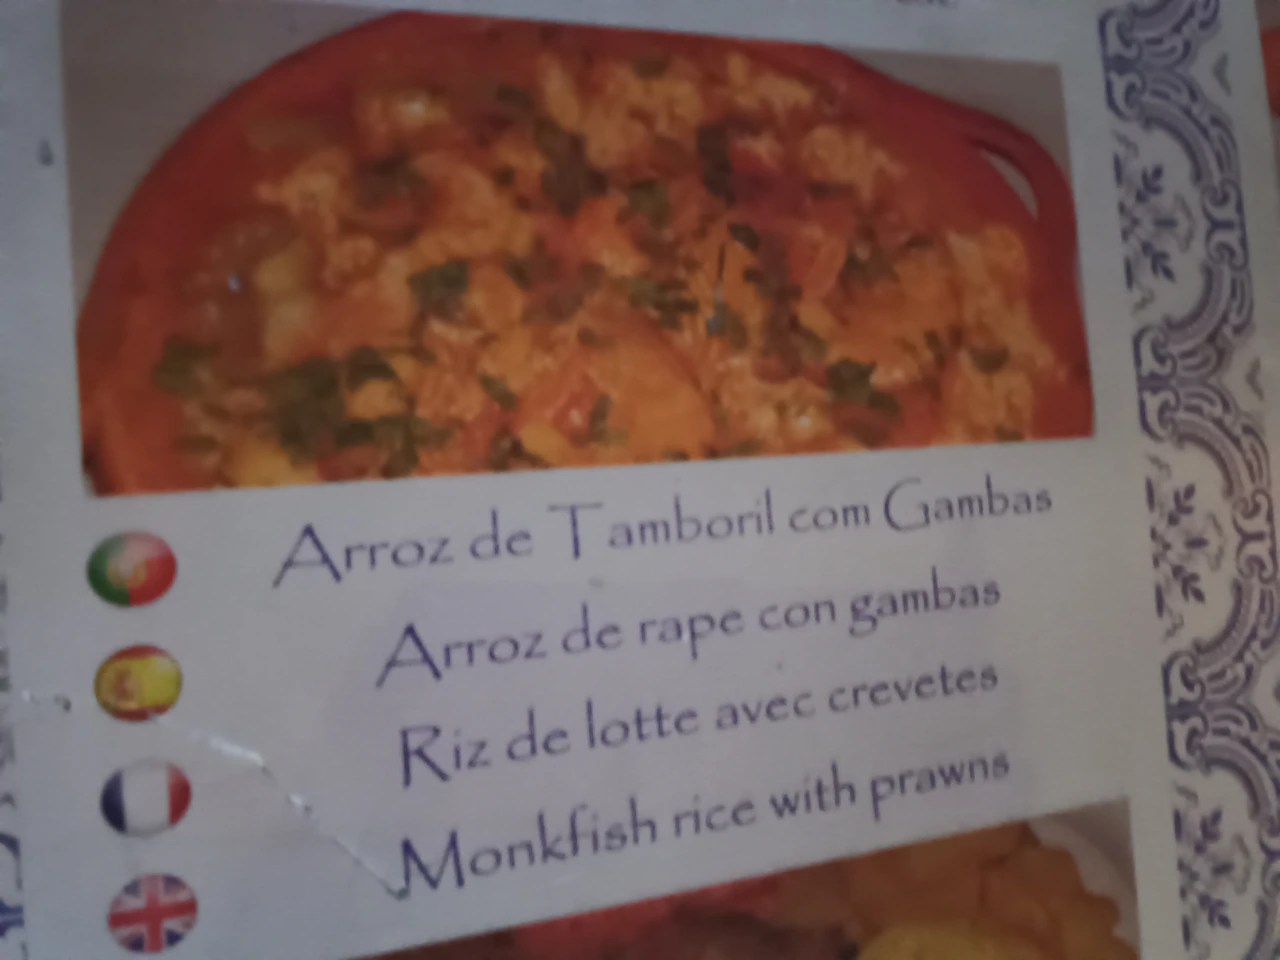 Arroz de Tamboril com Gambas
Arroz de rape con gambas
Riz de lotte avec crevetes
Monkfish rice with prawns